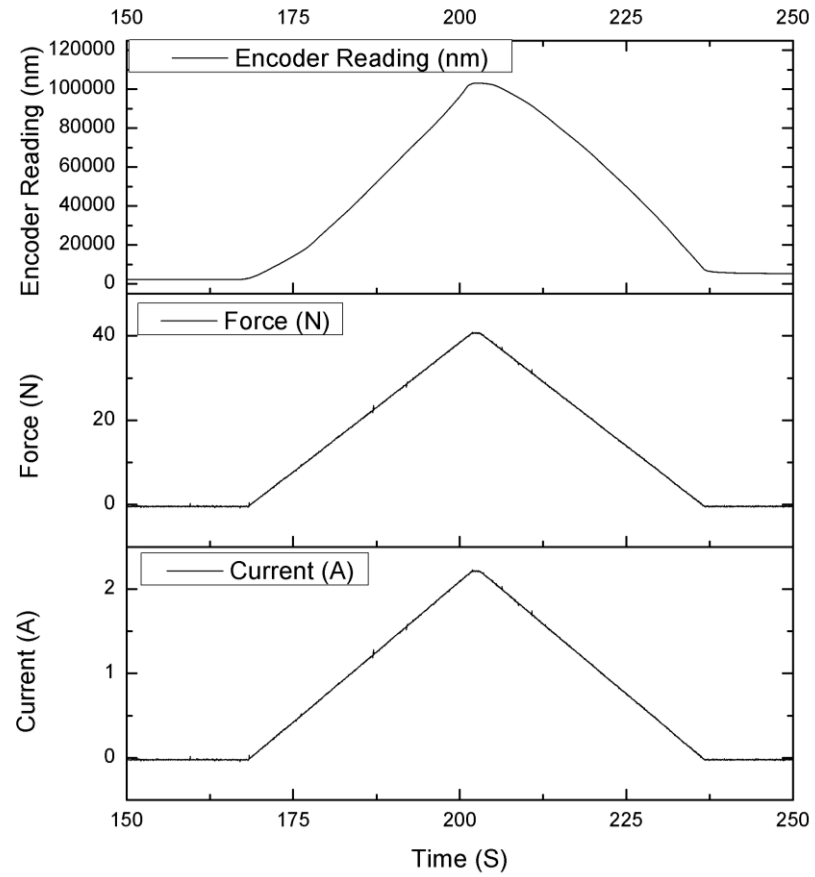 150 175 200 225 250
Encoder Reading (nm)
120000
100000
80000
60000
40000
20000
0
Encoder Reading (nm)
Force (N)
40
20
0
Force (N)
Current (A)
2
1
0
Current (A)
150 175 200 225 250
Time (S)